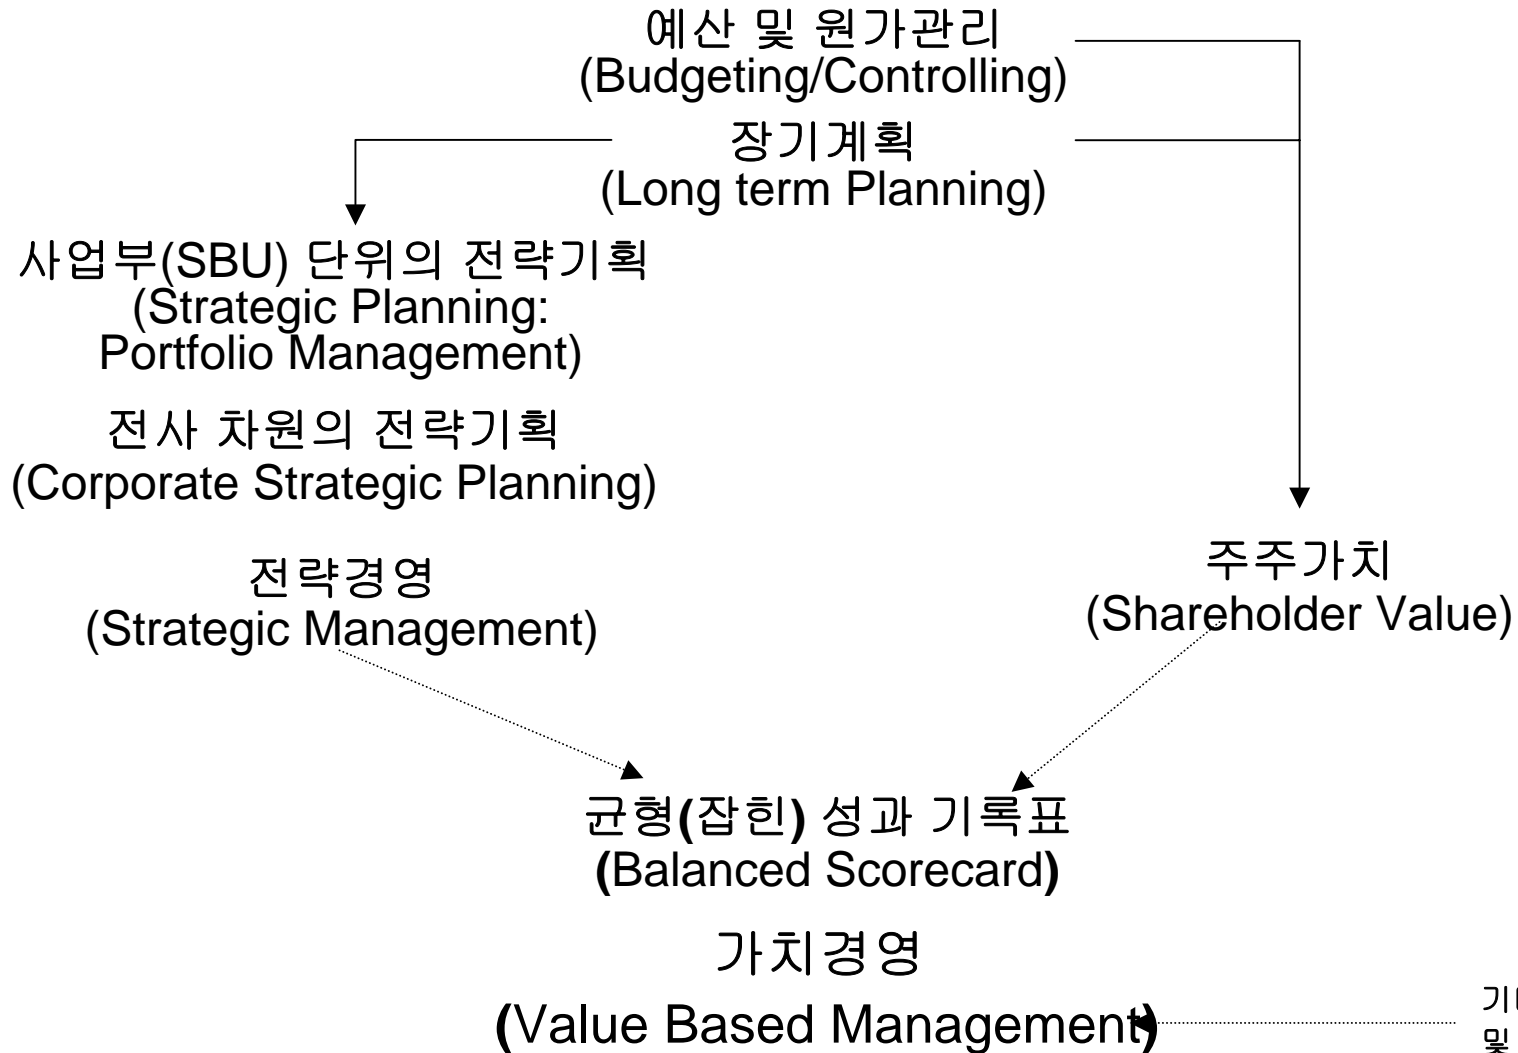 예산 및 원가관리
(Budgeting/Controlling)
장기계획
(Long term Planning)
사업부(SBU) 단위의 전략기획
(Strategic Planning:
Portfolio Management)
전사 차원의 전략기획
(Corporate Strategic Planning)
전략경영
(Strategic Management)
주주가치
(Shareholder Value)
균형(잡힌) 성과 기록표
(Balanced Scorecard)
가치경영
(Value Based Management)
및